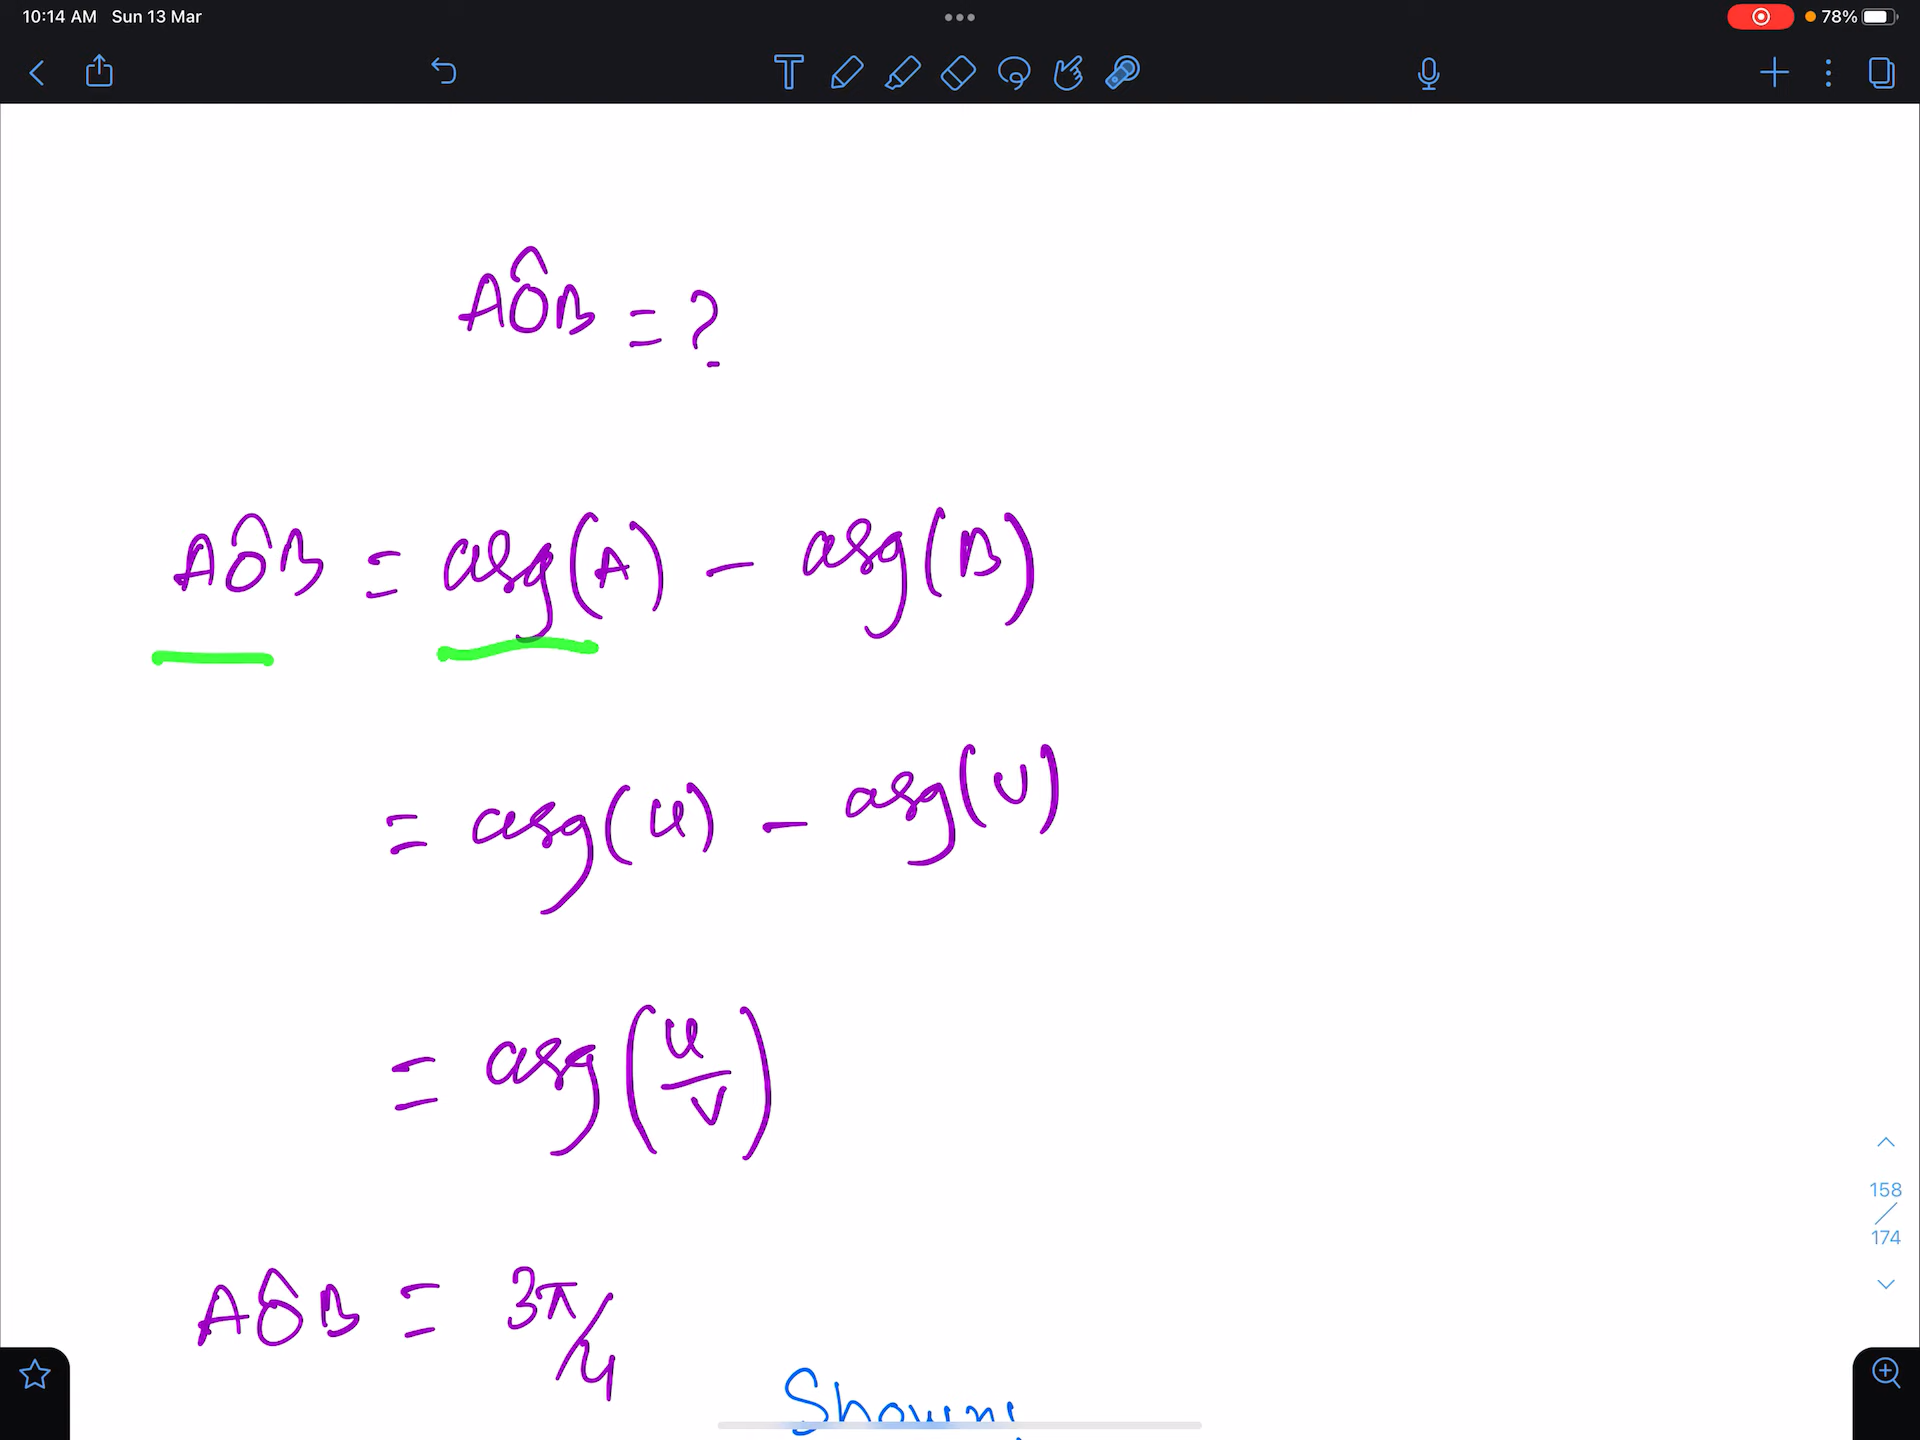 10:14 AM Sun 13 Mar
78%
AÔB = ?
AÔB = arg(A) - arg(B)
= arg(u) - arg(v)
= arg(u/v)
158
/
174
AÔB = 3π/4
Showing